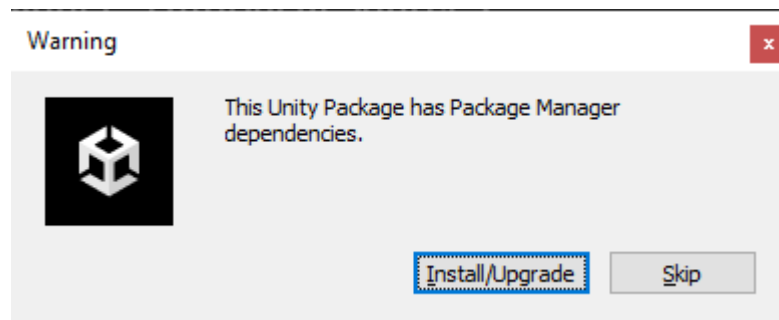 Warning
x
This Unity Package has Package Manager
dependencies.
Install/Upgrade
Skip